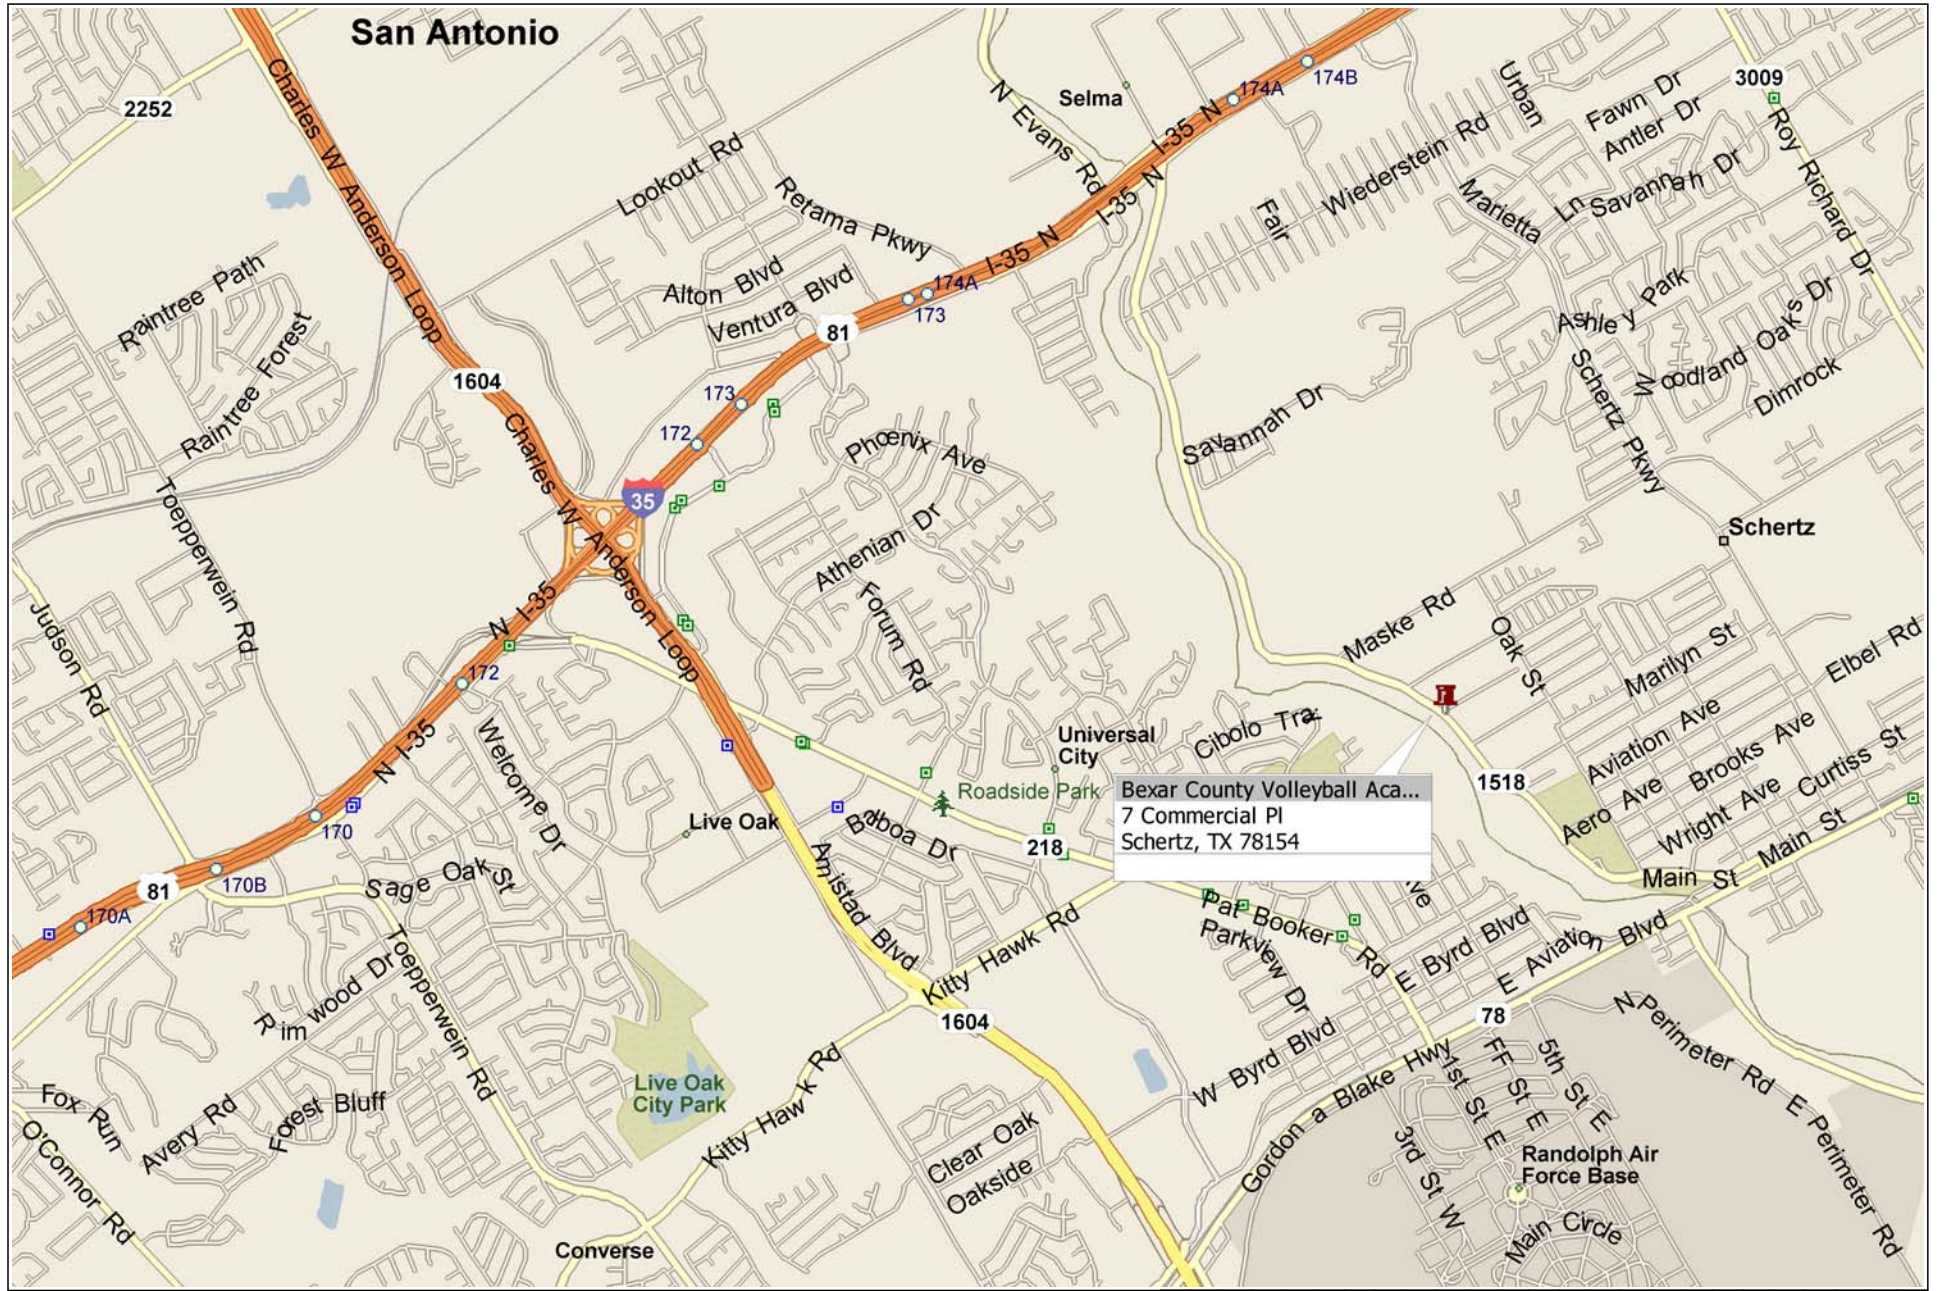 San Antonio
2252
Charles W Anderson Loop
Selma
N Evans Rd
174A
174B
N I-35
Urban
Fawn Dr
Antler Dr
3009
Roy Richard Dr
Lookout Rd
Retama Pkwy
I-35 N
Wiederstein Rd
Fair
Marietta Ln
Savannah Dr
Raintree Path
Raintree Forest
Alton Blvd
Ventura Blvd
I-35 N
174A
173
81
Ashley Park
Woodland Oaks Dr
Dimrock
Schertz Pkwy
1604
173
172
Charles W Anderson Loop
35
Phoenix Ave
Savannah Dr
Athenian Dr
Forum Rd
Toepperwein Rd
Schertz
N I-35
Judson Rd
172
Maske Rd
Oak St
Marilyn St
Elbel Rd
Welcome Dr
N I-35
Universal
City
Cibolo Tra:
Roadside Park
Bexar County Volleyball Aca...
7 Commercial Pl
Schertz, TX 78154
1518
Aviation Ave
Brooks Ave
Curtiss St
Aero Ave
Wright Ave
Main St
Main St
170
Live Oak
Balboa Dr
218
81
170B
170A
Sage Oak St
Amistad Blvd
Kitty Hawk Rd
Pat Booker Rd
Parkview Dr
ve
E Byrd Blvd
E Aviation Blvd
Toepperwein Rd
Rimwood Dr
1604
78
N Perimeter Rd
E Perimeter Rd
W Byrd Blvd
Gordon a Blake Hwy
1st St E
FF St E
5th St E
3rd St W
Live Oak
City Park
Kitty Hawk Rd
Fox Run
Avery Rd
Forest Bluff
O'Connor Rd
Clear Oak
Oakside
Randolph Air
Force Base
Main Circle
Converse